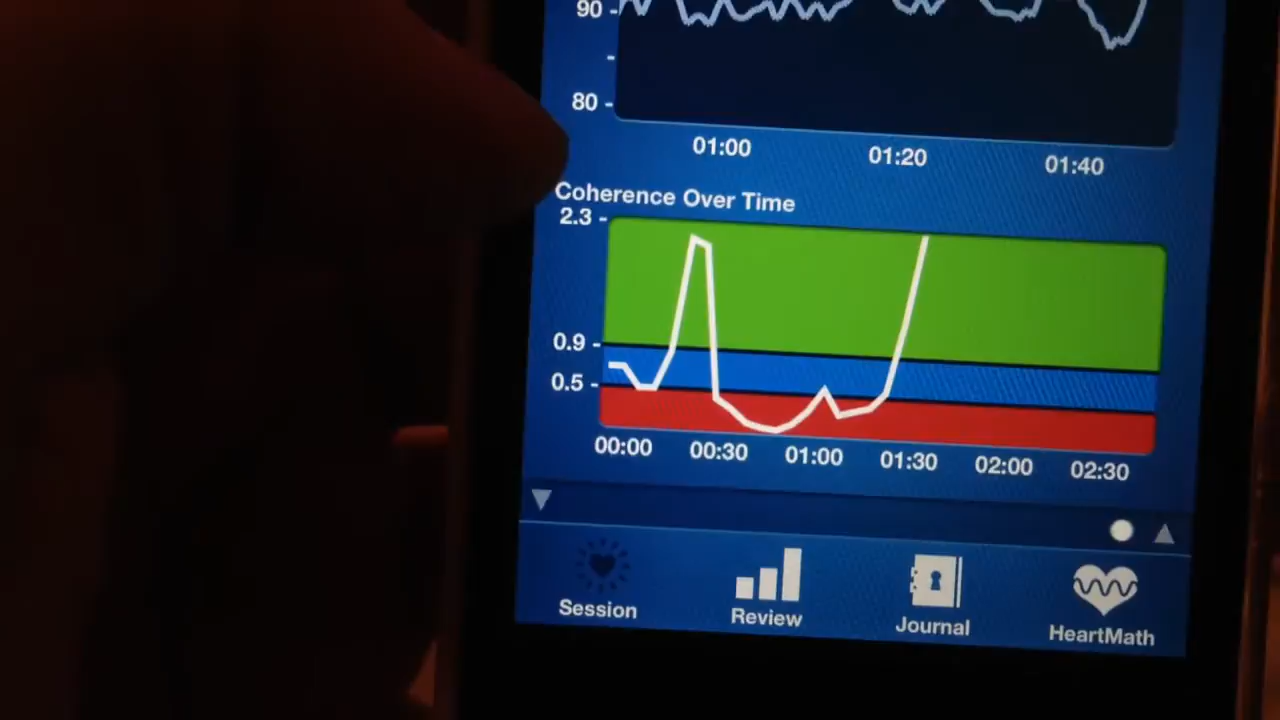 90
80
01:00 01:20 01:40
Coherence Over Time
2.3
0.9
0.5
00:00 00:30 01:00 01:30 02:00 02:30
Session Review Journal HeartMath